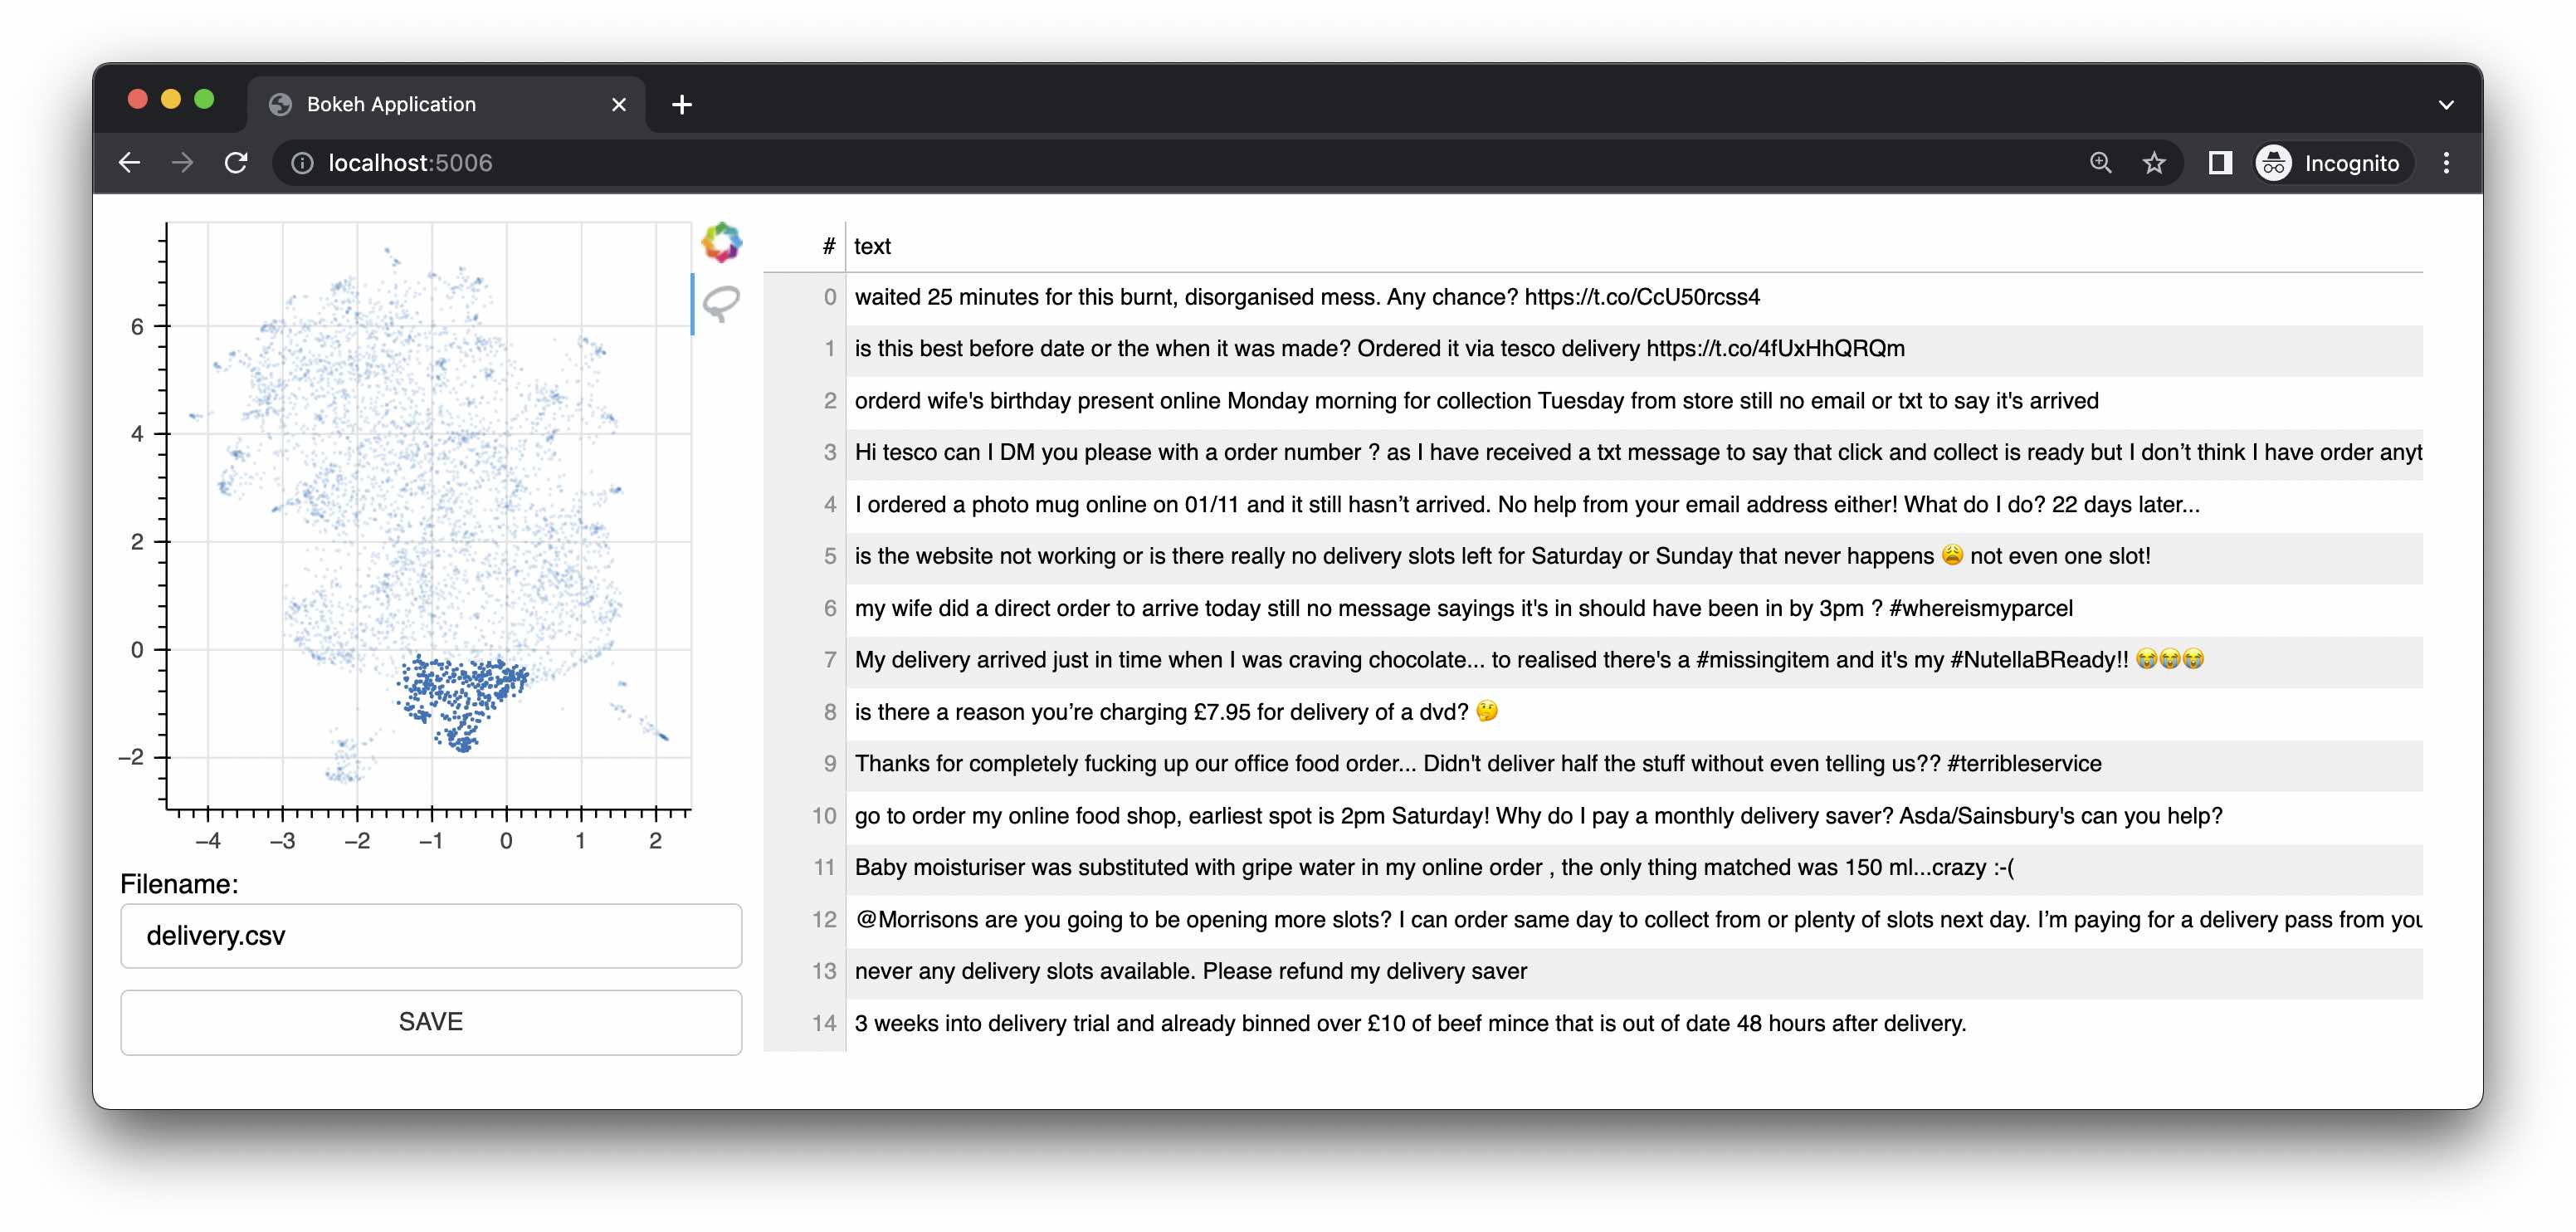 Bokeh Application
localhost:5006
Incognito
6
4
2
0
−2
−4 −3 −2 −1 0 1 2
Filename:
delivery.csv
SAVE
# text
0 waited 25 minutes for this burnt, disorganised mess. Any chance? https://t.co/CcU50rcss4
1 is this best before date or the when it was made? Ordered it via tesco delivery https://t.co/4fUxHhQRQm
2 orderd wife's birthday present online Monday morning for collection Tuesday from store still no email or txt to say it's arrived
3 Hi tesco can I DM you please with a order number ? as I have received a txt message to say that click and collect is ready but I don’t think I have order anyt
4 I ordered a photo mug online on 01/11 and it still hasn’t arrived. No help from your email address either! What do I do? 22 days later...
5 is the website not working or is there really no delivery slots left for Saturday or Sunday that never happens 😩 not even one slot!
6 my wife did a direct order to arrive today still no message sayings it's in should have been in by 3pm ? #whereismyparcel
7 My delivery arrived just in time when I was craving chocolate... to realised there's a #missingitem and it's my #NutellaBReady!! 😭😭😭
8 is there a reason you’re charging £7.95 for delivery of a dvd? 🤔
9 Thanks for completely fucking up our office food order... Didn't deliver half the stuff without even telling us?? #terribleservice
10 go to order my online food shop, earliest spot is 2pm Saturday! Why do I pay a monthly delivery saver? Asda/Sainsbury's can you help?
11 Baby moisturiser was substituted with gripe water in my online order , the only thing matched was 150 ml...crazy :-(
12 @Morrisons are you going to be opening more slots? I can order same day to collect from or plenty of slots next day. I’m paying for a delivery pass from you
13 never any delivery slots available. Please refund my delivery saver
14 3 weeks into delivery trial and already binned over £10 of beef mince that is out of date 48 hours after delivery.